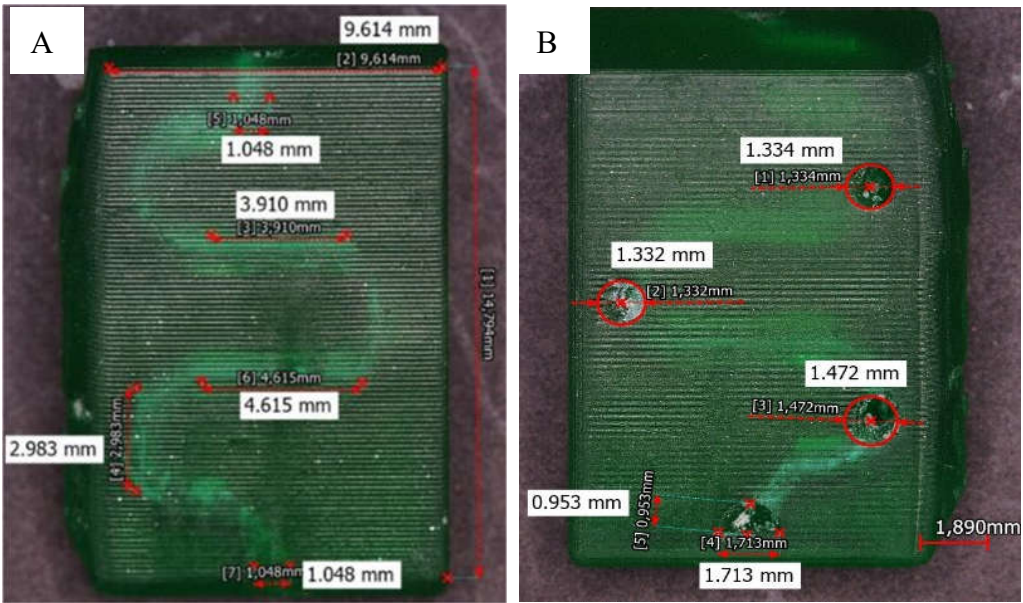 A
9.614 mm
[2] 9,614mm
[5] 1,048mm
1.048 mm
3.910 mm
[3] 3,910mm
[1] 14,794mm
[6] 4,615mm
4.615 mm
2.983 mm
[4] 2,983mm
[7] 1,048mm
1.048 mm
B
1.334 mm
[1] 1,334mm
1.332 mm
[2] 1,332mm
1.472 mm
[3] 1,472mm
0.953 mm
[5] 0,953mm
[4] 1,713mm
1.713 mm
1,890mm